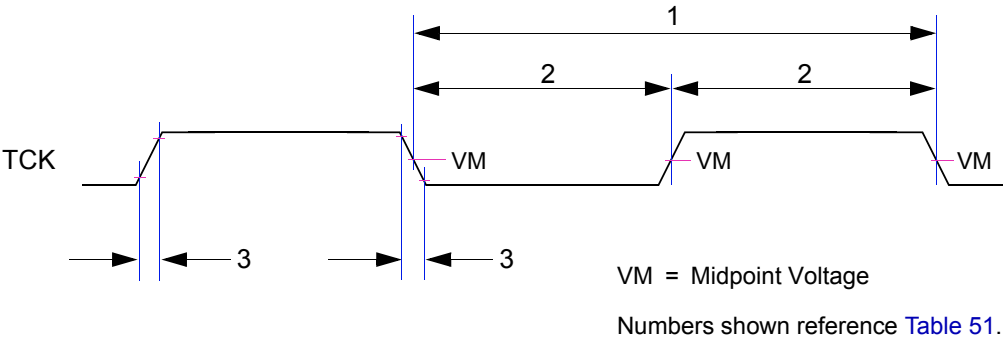 1
2 2
TCK VM VM VM
3 3
VM = Midpoint Voltage
Numbers shown reference Table 51.